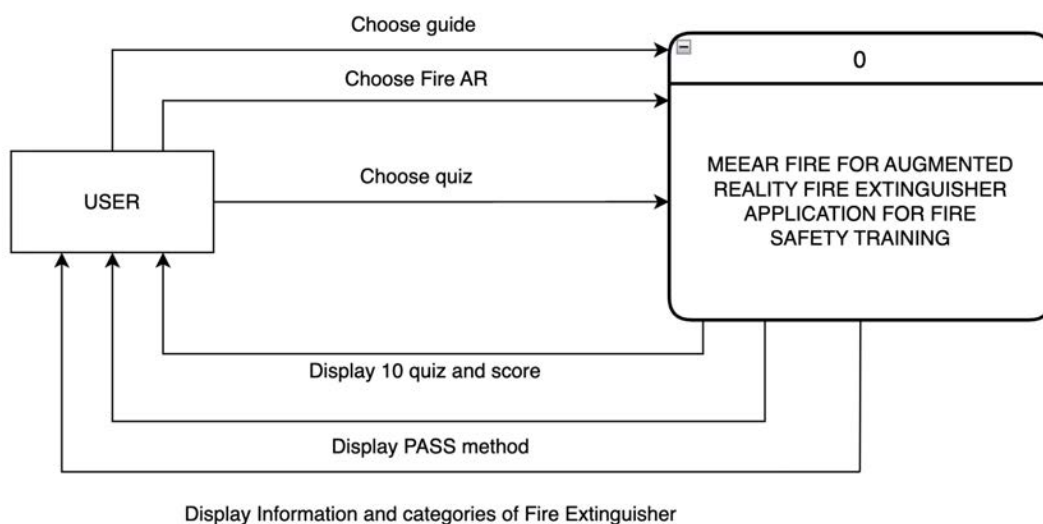 Choose guide
0
Choose Fire AR
USER
Choose quiz
MEEAR FIRE FOR AUGMENTED
REALITY FIRE EXTINGUISHER
APPLICATION FOR FIRE
SAFETY TRAINING
Display 10 quiz and score
Display PASS method
Display Information and categories of Fire Extinguisher